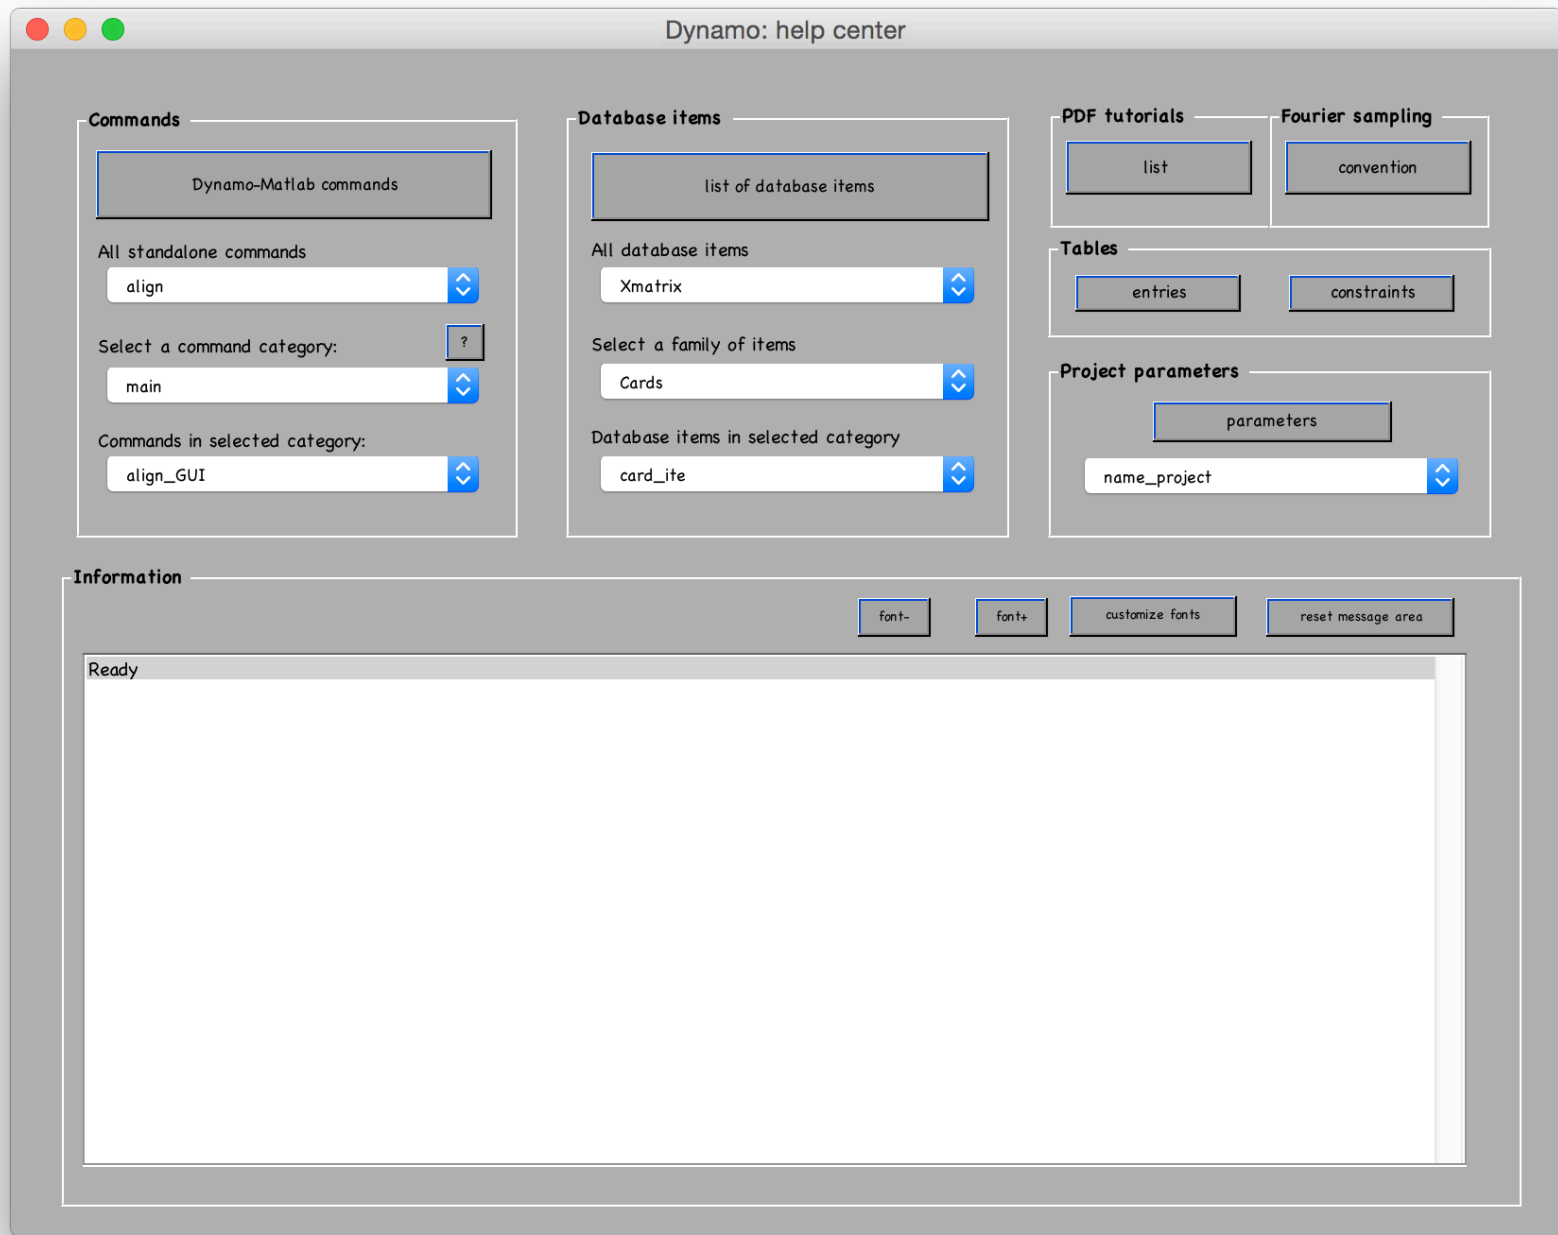 Dynamo: help center
Commands
Dynamo-Matlab commands
All standalone commands
align
Select a command category:
?
main
Commands in selected category:
align_GUI
Database items
list of database items
All database items
Xmatrix
Select a family of items
Cards
Database items in selected category
card_ite
PDF tutorials
list
Fourier sampling
convention
Tables
entries
constraints
Project parameters
parameters
name_project
Information
font-
font+
customize fonts
reset message area
Ready